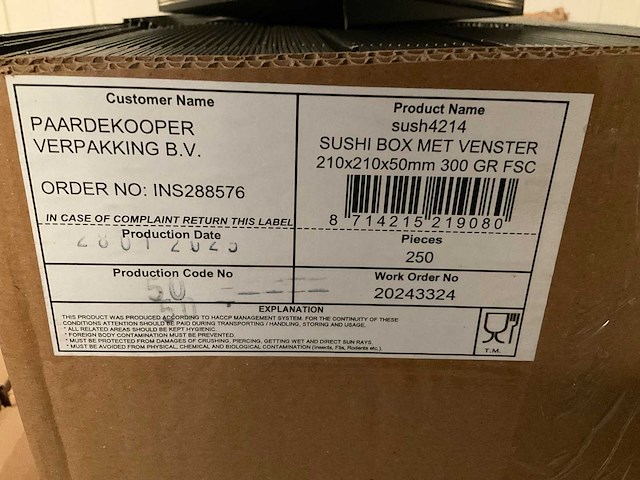 Customer Name
PAARDEKOOPER
VERPAKKING B.V.
ORDER NO: INS288576
IN CASE OF COMPLAINT RETURN THIS LABEL
Production Date
Production Code No
50
Product Name
sush4214
SUSHI BOX MET VENSTER
210x210x50mm 300 GR FSC
8 714215 219080
Pieces
250
Work Order No
20243324
EXPLANATION
THIS PRODUCT WAS PRODUCED ACCORDING TO HACCP MANAGEMENT SYSTEM. FOR THE CONTINUITY OF THESE
CONDITIONS ATTENTION SHOULD BE PAID DURING TRANSPORTING / HANDLING, STORING AND USAGE.
* ALL RELATED AREAS SHOULD BE KEPT HYGIENIC.
* FOREIGN BODY CONTAMINATION MUST BE PREVENTED.
* MUST BE PROTECTED FROM DAMAGES OF CRUSHING, PIERCING, GETTING WET AND DIRECT SUN RAYS.
* MUST BE AVOIDED FROM PHYSICAL, CHEMICAL AND BIOLOGICAL CONTAMINATION (Insects, Flls, Rodents etc.).
T.M.